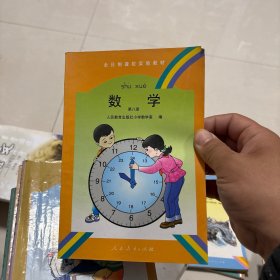 全日制聋校实验教材
shù xué
数学
第八册
人民教育出版社小学数学室 编
人民教育出版社